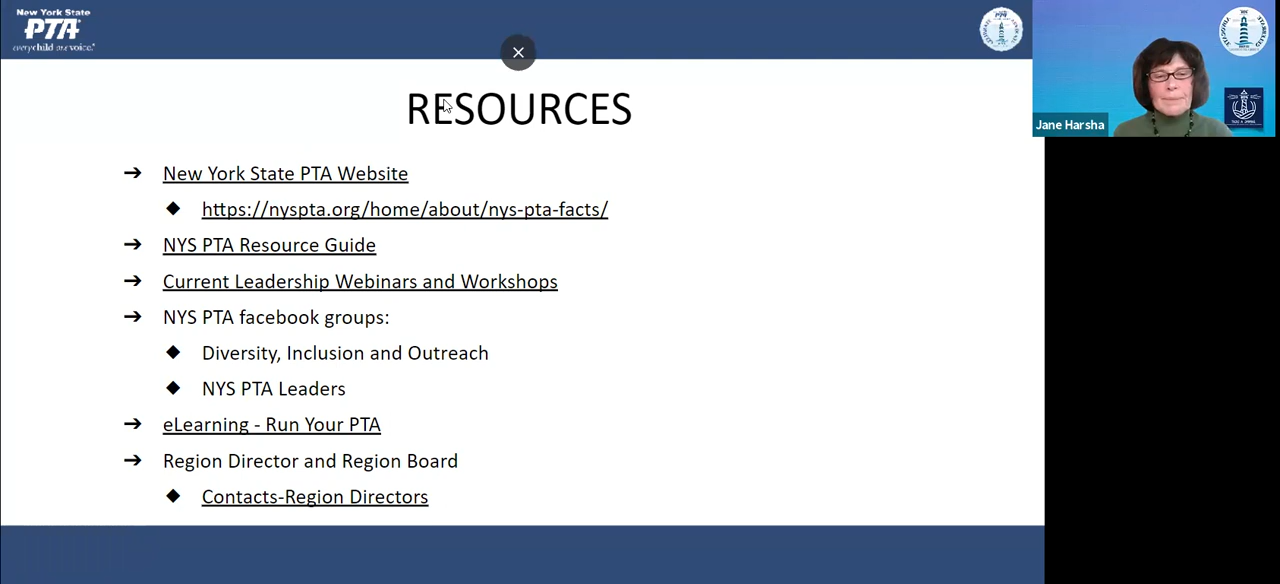 New York State
PTA
everychild.onevoice.
RESOURCES
➔ New York State PTA Website
◆ https://nyspta.org/home/about/nys-pta-facts/
➔ NYS PTA Resource Guide
➔ Current Leadership Webinars and Workshops
➔ NYS PTA facebook groups:
◆ Diversity, Inclusion and Outreach
◆ NYS PTA Leaders
➔ eLearning - Run Your PTA
➔ Region Director and Region Board
◆ Contacts-Region Directors
Jane Harsha